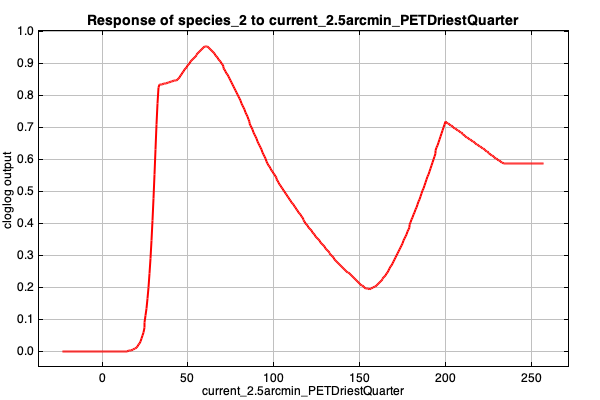 Response of species_2 to current_2.5arcmin_PETDriestQuarter
1.0
0.9
0.8
0.7
0.6
0.5
0.4
0.3
0.2
0.1
0.0
cloglog output
0 50 100 150 200 250
current_2.5arcmin_PETDriestQuarter